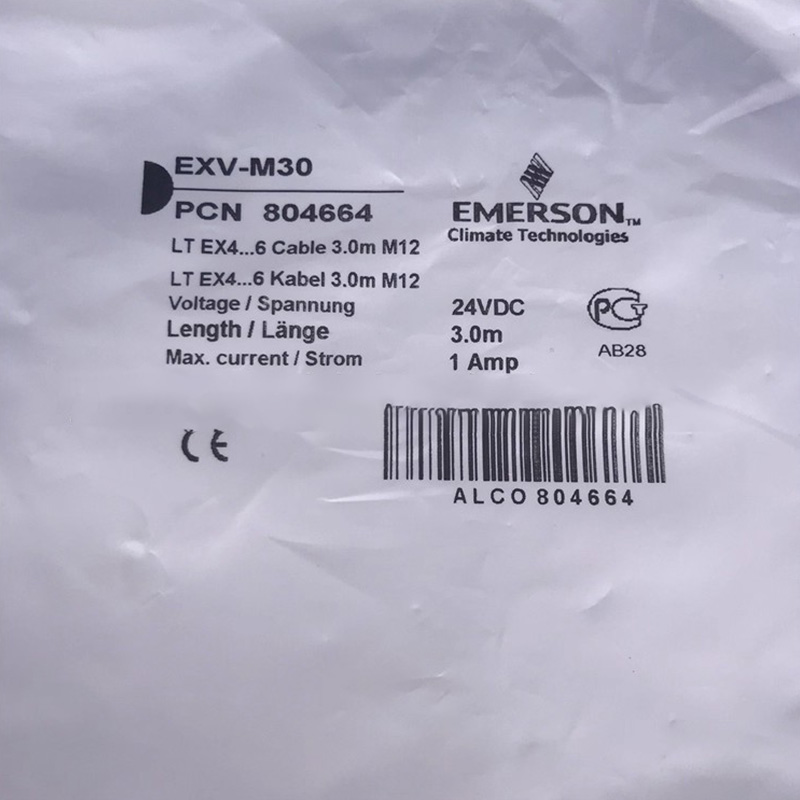 EXV-M30
PCN 804664
EMERSON™
Climate Technologies
LT EX4...6 Cable 3.0m M12
LT EX4...6 Kabel 3.0m M12
Voltage / Spannung 24VDC
Length / Länge 3.0m
Max. current / Strom 1 Amp
PCT
AB28
CE
ALCO 804664